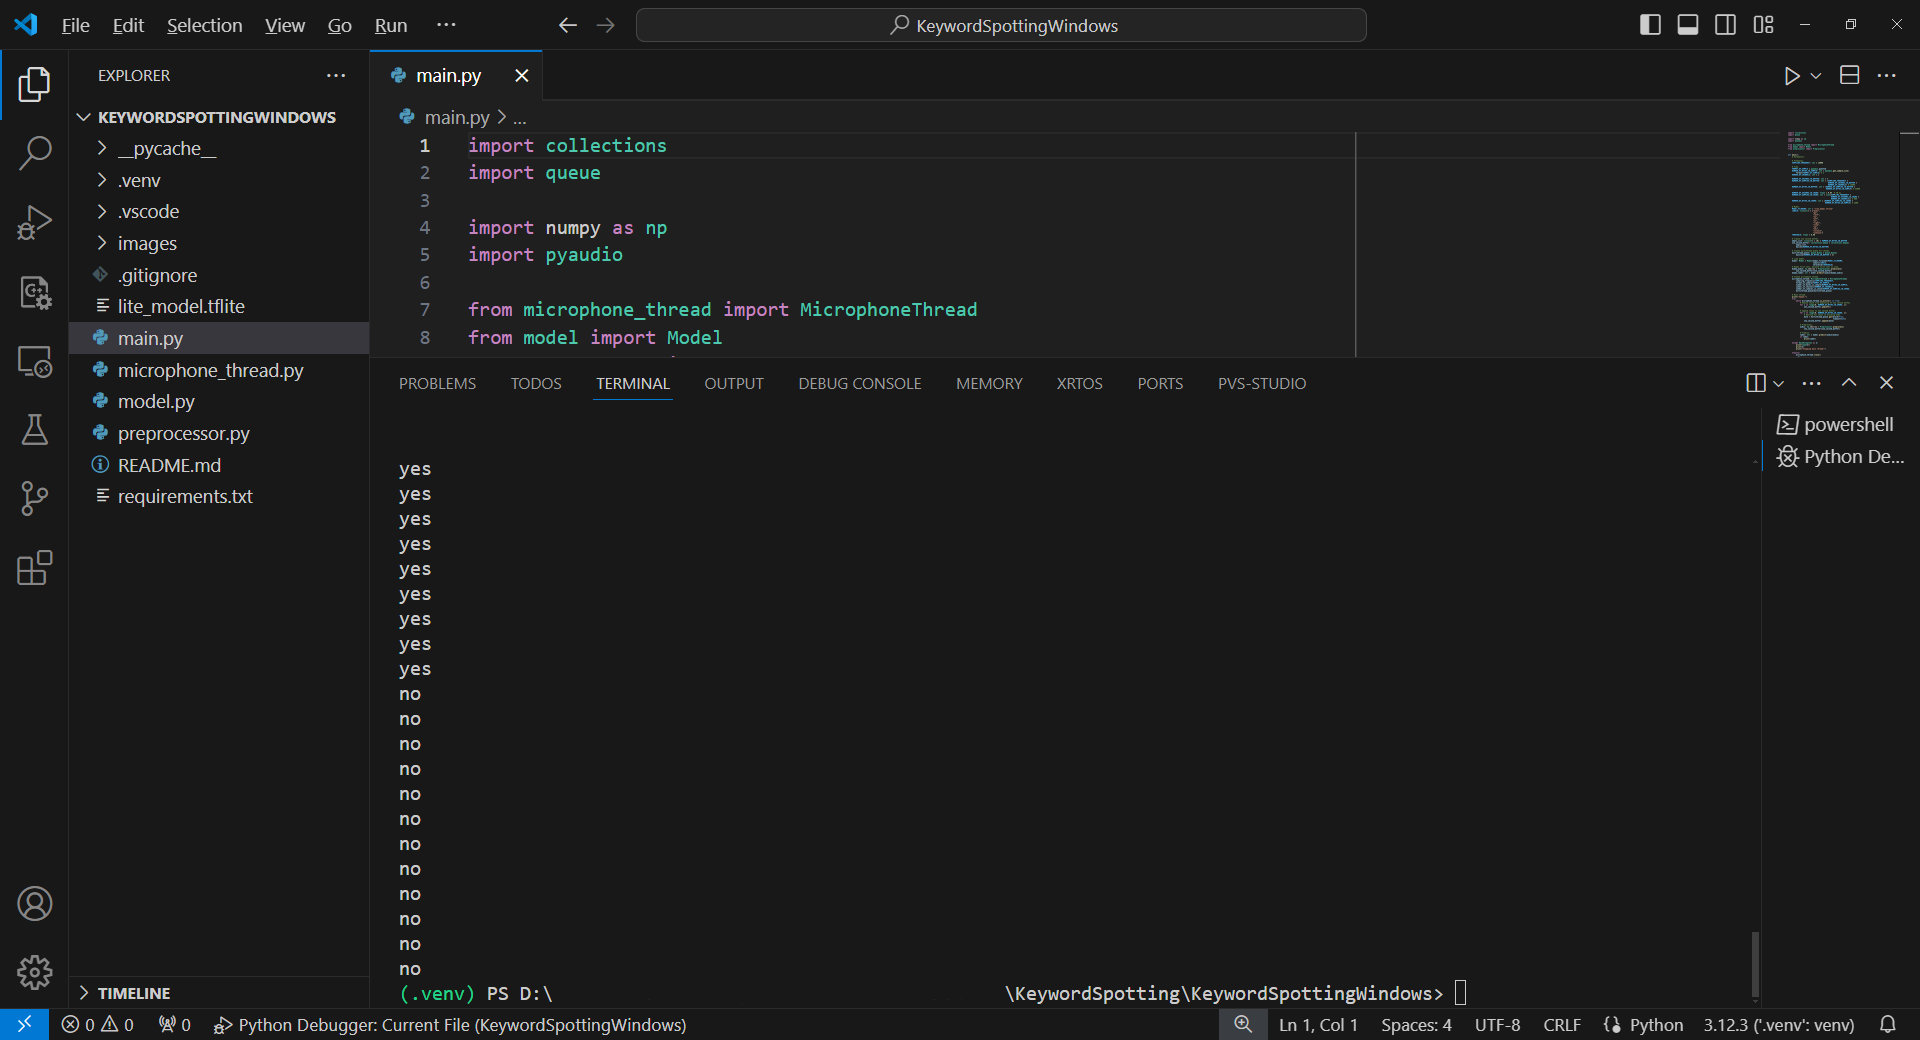 File Edit Selection View Go Run ··· KeywordSpottingWindows
EXPLORER ···
KEYWORDSPOTTINGWINDOWS
__pycache__
.venv
.vscode
images
.gitignore
lite_model.tflite
main.py
microphone_thread.py
model.py
preprocessor.py
README.md
requirements.txt
TIMELINE
main.py
main.py > ...
1 import collections
2 import queue
3
4 import numpy as np
5 import pyaudio
6
7 from microphone_thread import MicrophoneThread
8 from model import Model
PROBLEMS TODOS TERMINAL OUTPUT DEBUG CONSOLE MEMORY XRTOS PORTS PVS-STUDIO
yes
yes
yes
yes
yes
yes
yes
yes
yes
no
no
no
no
no
no
no
no
no
no
no
no
(.venv) PS D:\ \KeywordSpotting\KeywordSpottingWindows>
powershell
Python De...
0 0 0 Python Debugger: Current File (KeywordSpottingWindows) Ln 1, Col 1 Spaces: 4 UTF-8 CRLF Python 3.12.3 ('.venv': venv)